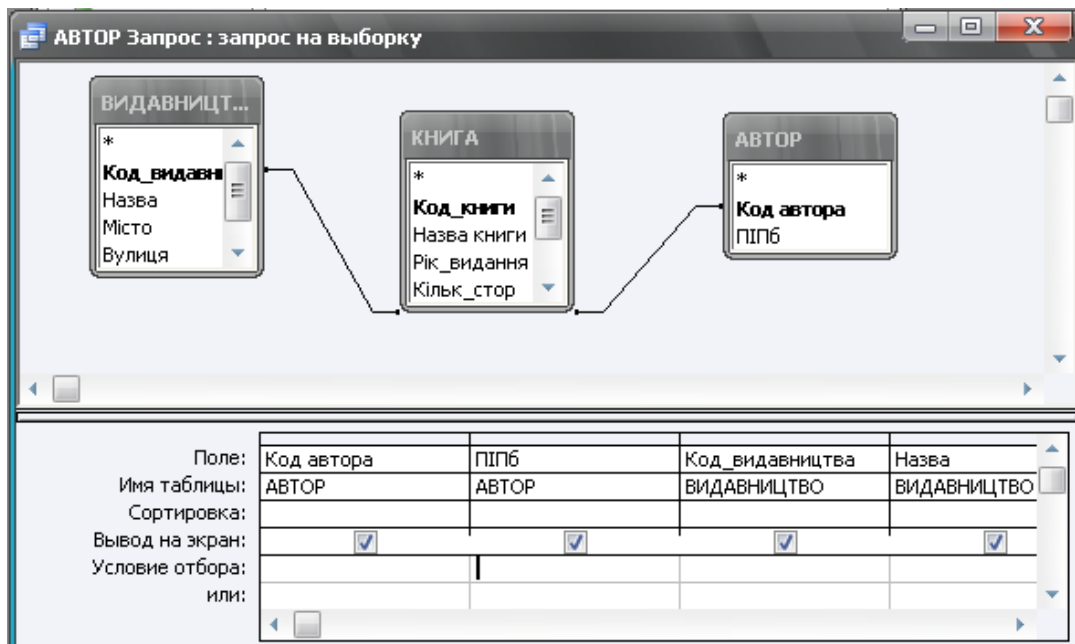 АВТОР Запрос : запрос на выборку
ВИДАВНИЦТ...
*
Код_видавни
Назва
Місто
Вулиця
КНИГА
*
Код_книги
Назва книги
Рік_видання
Кільк_стор
АВТОР
*
Код автора
ПІПб
Поле: Код автора ПІПб Код_видавництва Назва
Имя таблицы: АВТОР АВТОР ВИДАВНИЦТВО ВИДАВНИЦТВО
Сортировка:
Вывод на экран:
Условие отбора:
или: